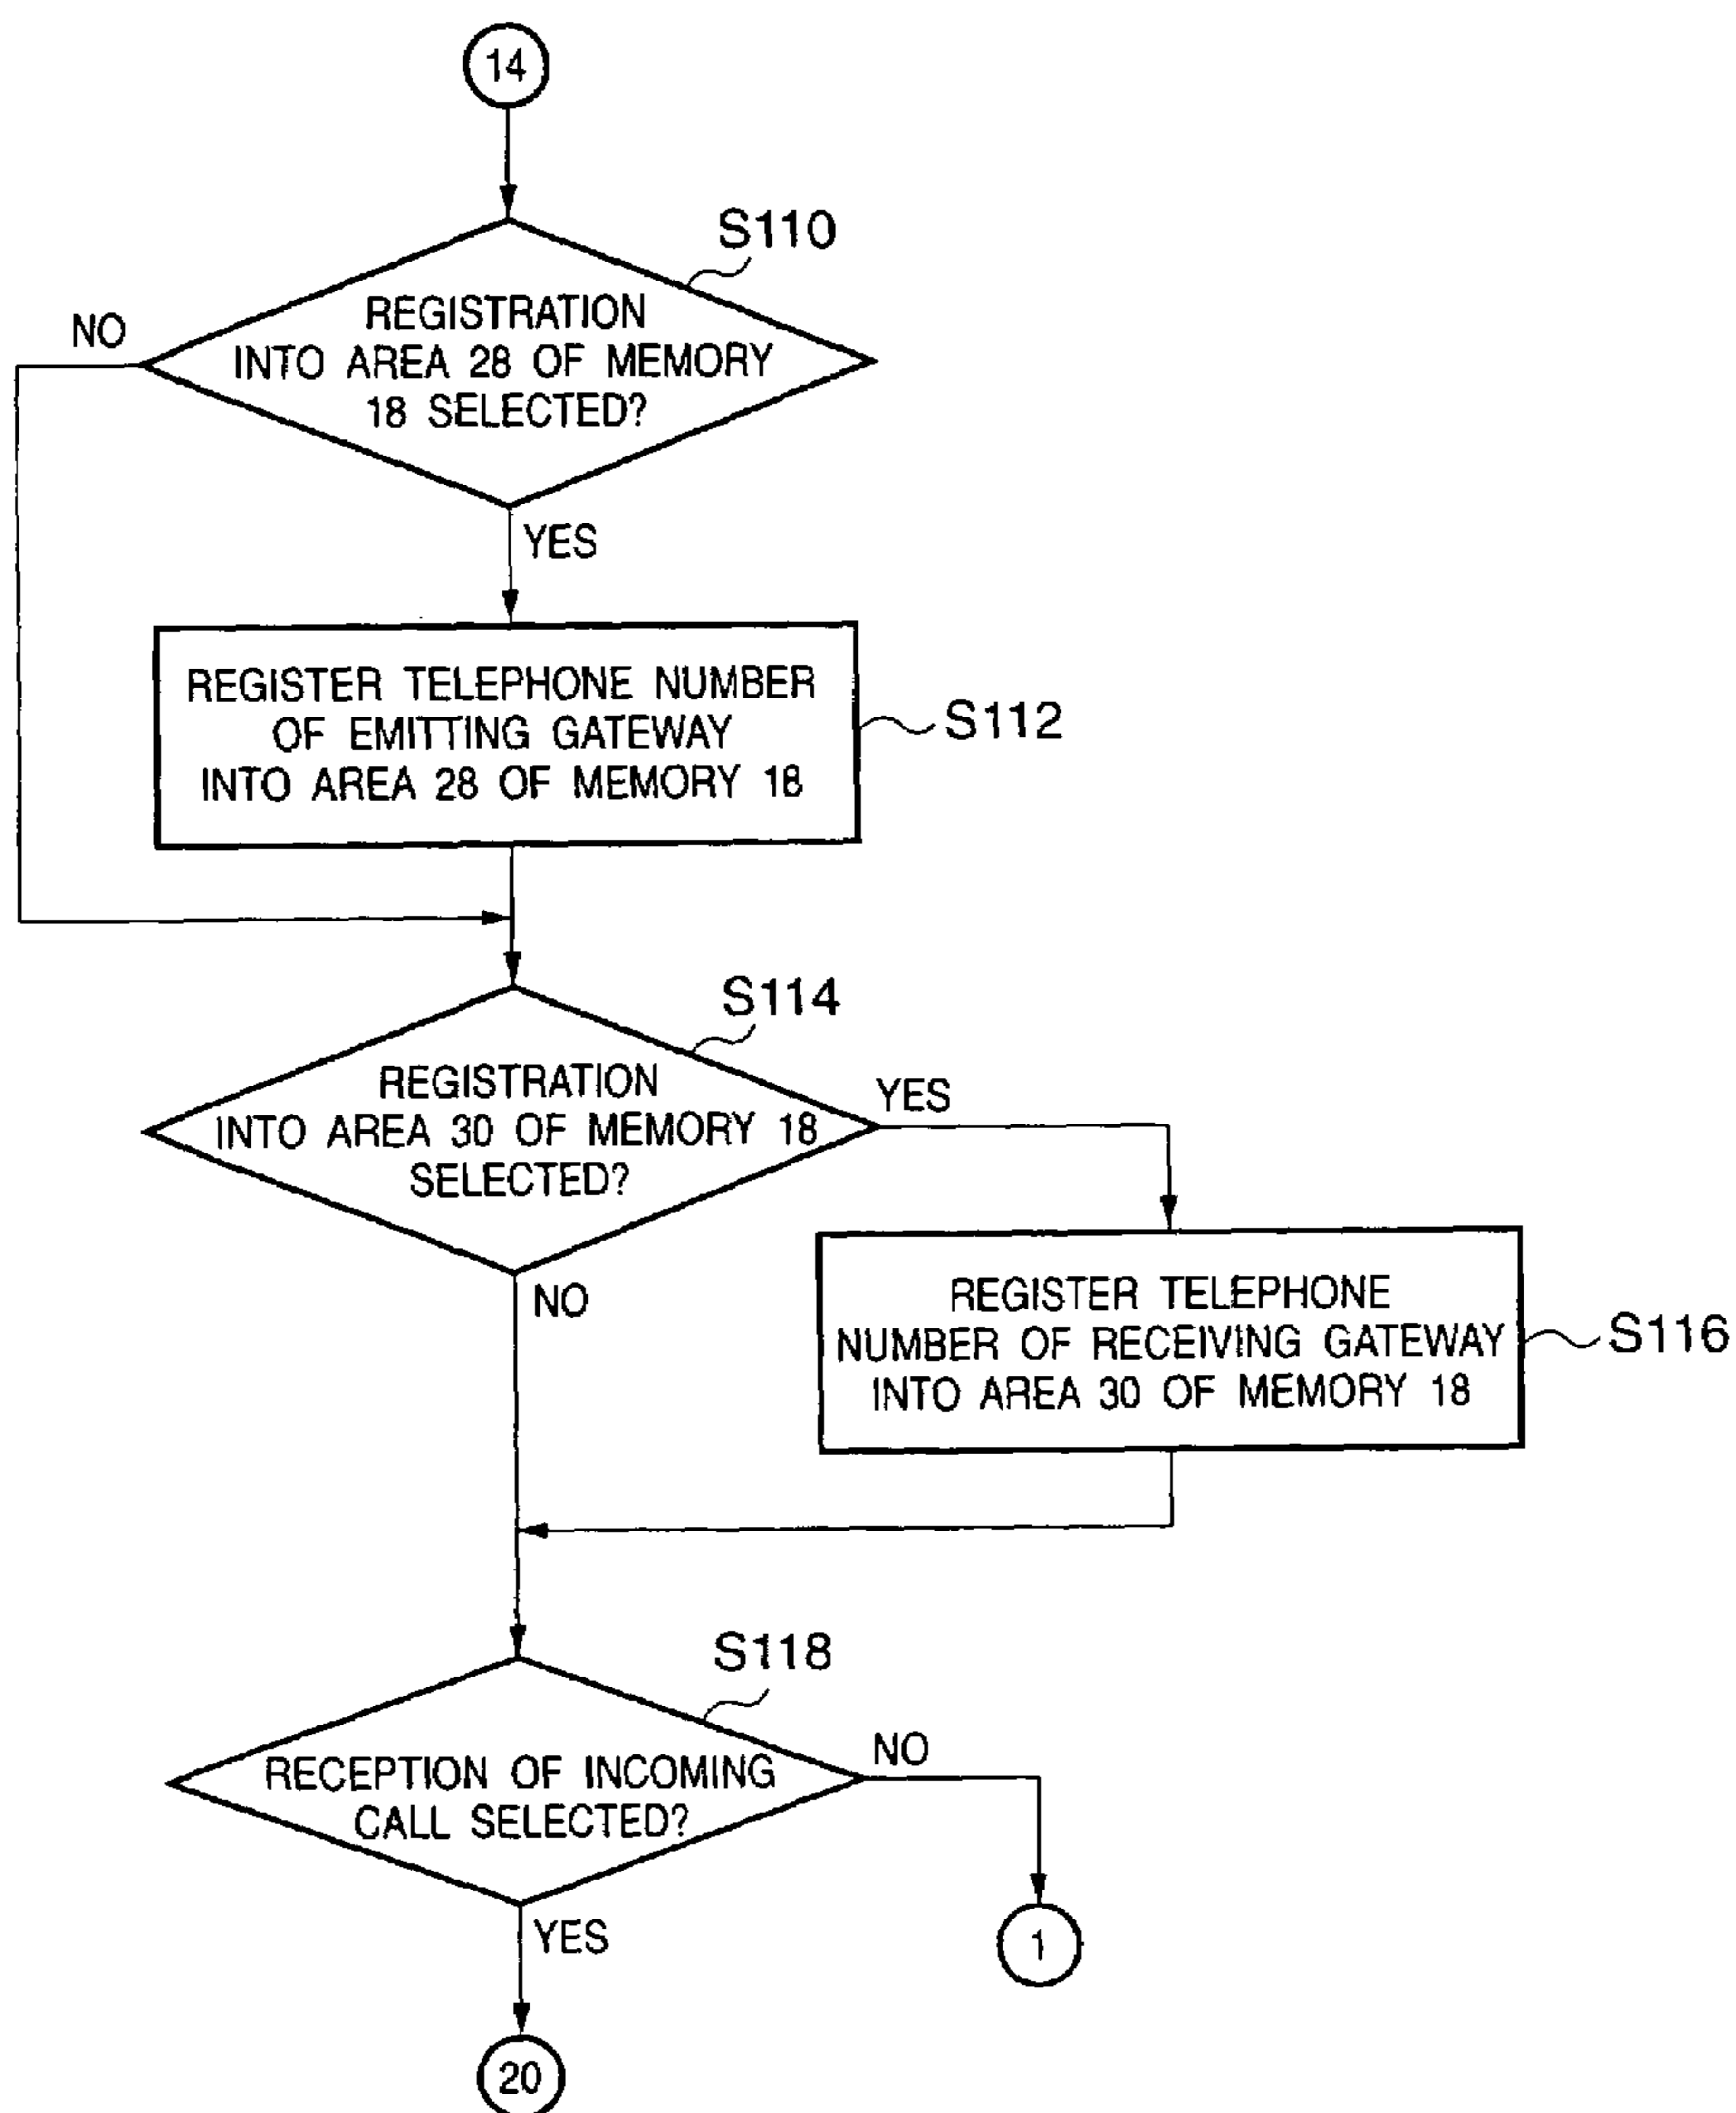 14
S110
NO
REGISTRATION
INTO AREA 28 OF MEMORY
18 SELECTED?
YES
REGISTER TELEPHONE NUMBER
OF EMITTING GATEWAY
INTO AREA 28 OF MEMORY 18
S112
S114
REGISTRATION
INTO AREA 30 OF MEMORY 18
SELECTED?
YES
NO
REGISTER TELEPHONE
NUMBER OF RECEIVING GATEWAY
INTO AREA 30 OF MEMORY 18
S116
S118
RECEPTION OF INCOMING
CALL SELECTED?
NO
YES
1
20